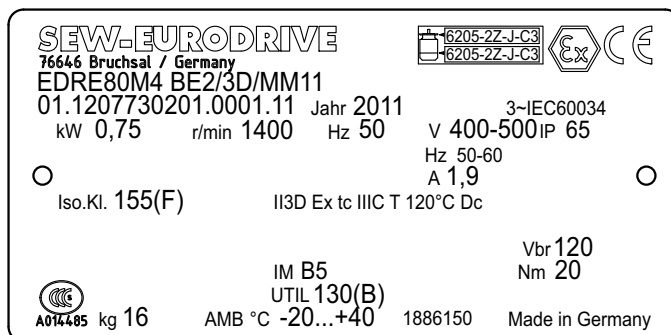 SEW-EURODRIVE
76646 Bruchsal / Germany
6205-2Z-J-C3
6205-2Z-J-C3
Ex CE
EDRE80M4 BE2/3D/MM11
01.1207730201.0001.11 Jahr 2011 3~IEC60034
kW 0,75 r/min 1400 Hz 50 V 400-500 IP 65
Hz 50-60
A 1,9
Iso.Kl. 155(F) II3D Ex tc IIIC T 120°C Dc
Vbr 120
IM B5 Nm 20
UTIL 130(B)
CCC
A014485 kg 16 AMB °C -20...+40 1886150 Made in Germany